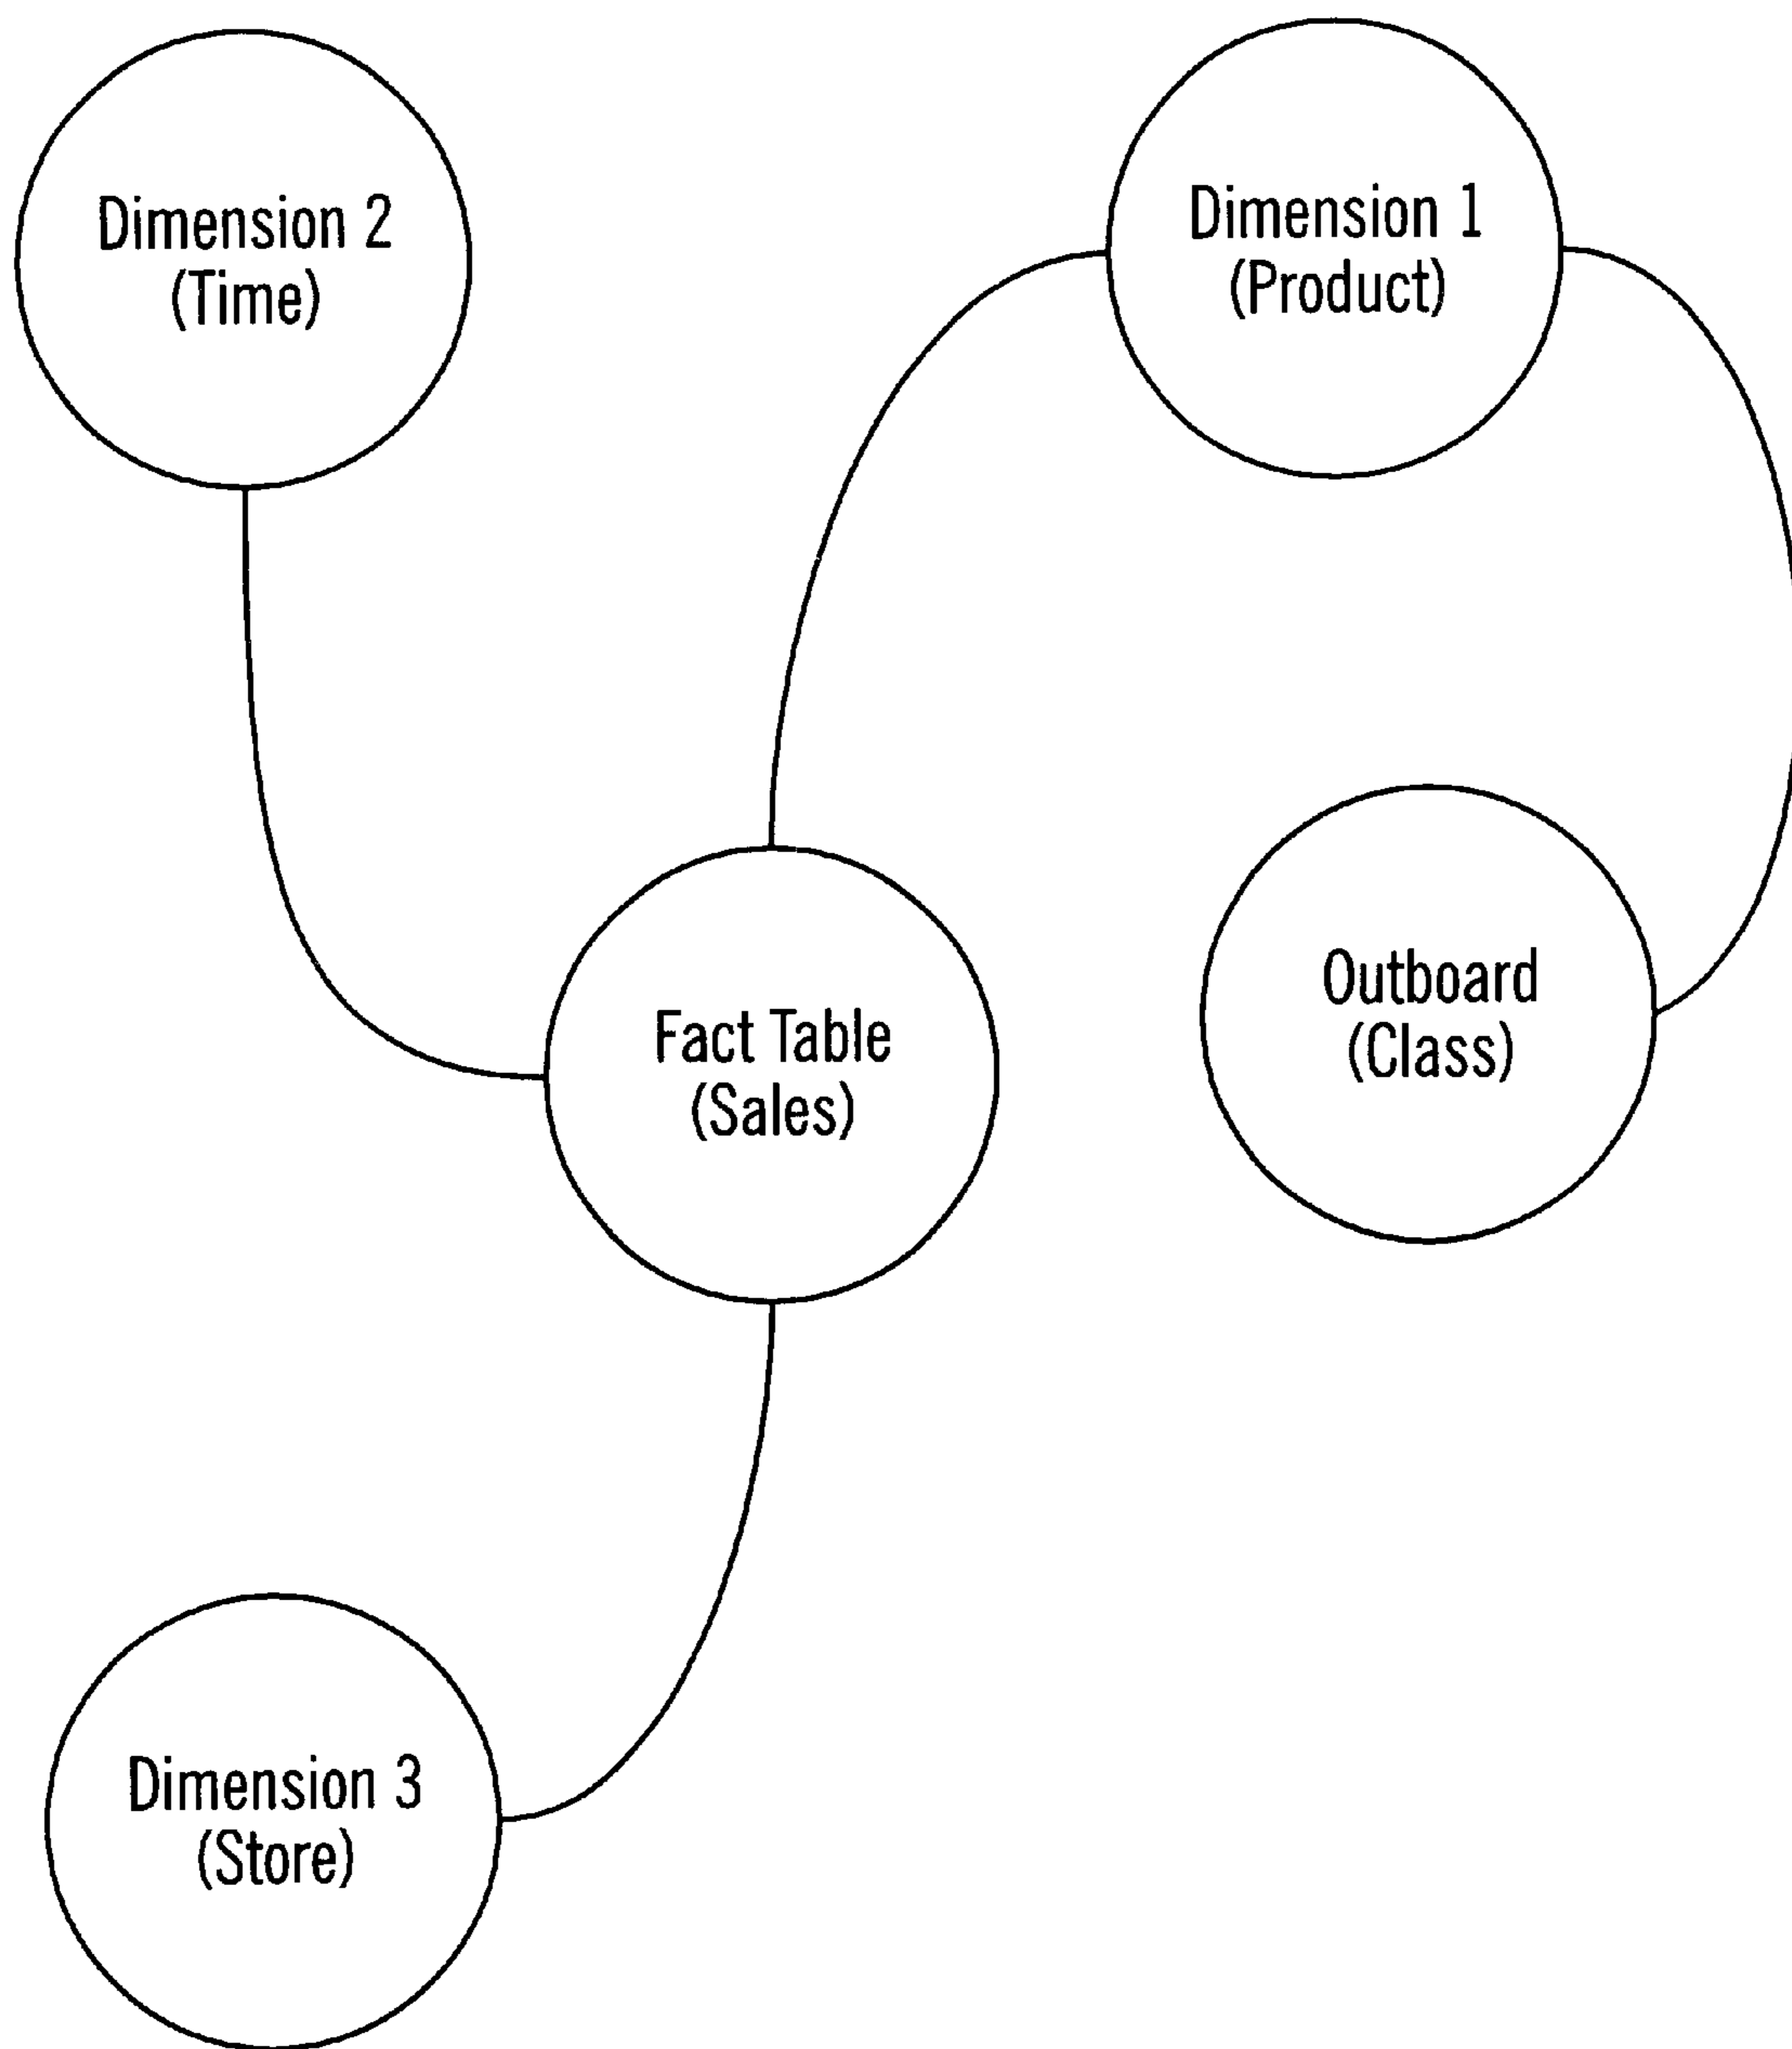 Dimension 2
(Time)
Dimension 1
(Product)
Fact Table
(Sales)
Outboard
(Class)
Dimension 3
(Store)